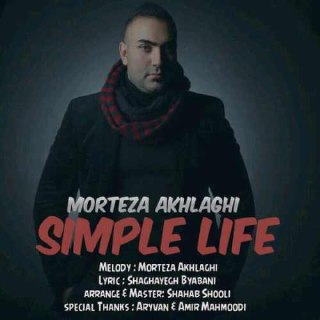 MORTEZA AKHLAGHI
SIMPLE LIFE
MELODY : MORTEZA AKHLAGHI
LYRIC : SHAGHAYEGH BYABANI
ARRANGE & MASTER: SHAHAB SHOOLI
SPECIAL THANKS : ARYVAN & AMIR MAHMOODI